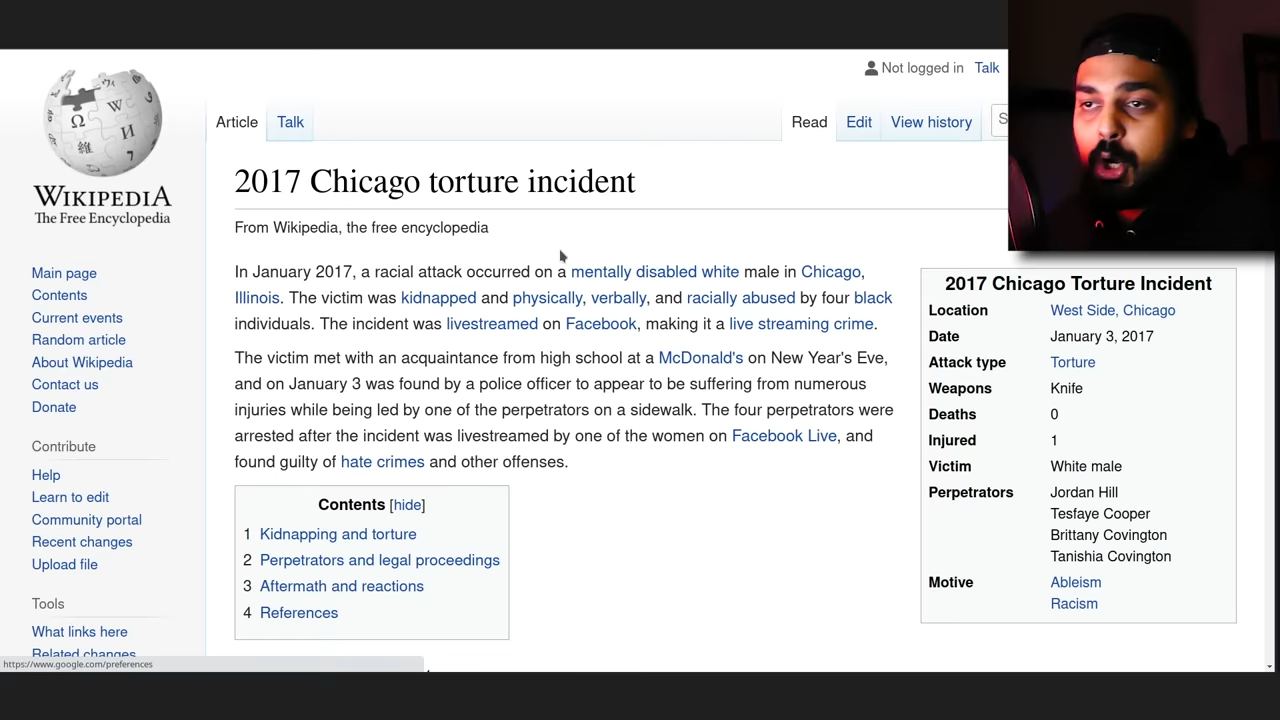 Not logged in Talk
Article Talk Read Edit View history S
WIKIPEDIA
The Free Encyclopedia
Main page
Contents
Current events
Random article
About Wikipedia
Contact us
Donate
Contribute
Help
Learn to edit
Community portal
Recent changes
Upload file
Tools
What links here
Related changes
https://www.google.com/preferences
2017 Chicago torture incident
From Wikipedia, the free encyclopedia
In January 2017, a racial attack occurred on a mentally disabled white male in Chicago,
Illinois. The victim was kidnapped and physically, verbally, and racially abused by four black
individuals. The incident was livestreamed on Facebook, making it a live streaming crime.
The victim met with an acquaintance from high school at a McDonald's on New Year's Eve,
and on January 3 was found by a police officer to appear to be suffering from numerous
injuries while being led by one of the perpetrators on a sidewalk. The four perpetrators were
arrested after the incident was livestreamed by one of the women on Facebook Live, and
found guilty of hate crimes and other offenses.
Contents [hide]
1 Kidnapping and torture
2 Perpetrators and legal proceedings
3 Aftermath and reactions
4 References
2017 Chicago Torture Incident
Location West Side, Chicago
Date January 3, 2017
Attack type Torture
Weapons Knife
Deaths 0
Injured 1
Victim White male
Perpetrators Jordan Hill
Tesfaye Cooper
Brittany Covington
Tanishia Covington
Motive Ableism
Racism